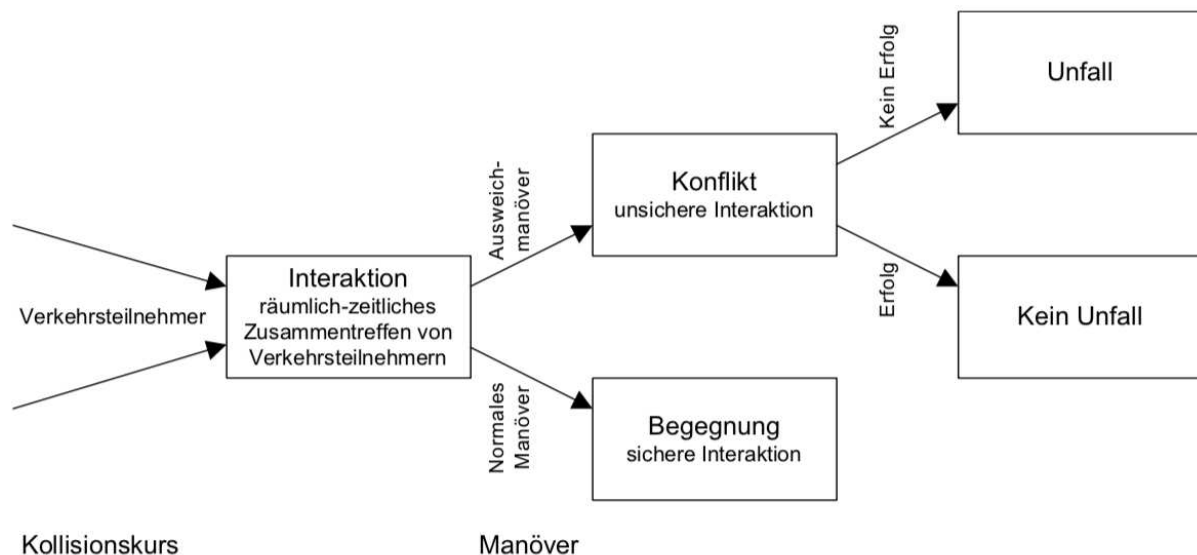 Verkehrsteilnehmer
Interaktion
räumlich-zeitliches
Zusammentreffen von
Verkehrsteilnehmern
Ausweich-
manöver
Normales
Manöver
Konflikt
unsichere Interaktion
Begegnung
sichere Interaktion
Kein Erfolg
Erfolg
Unfall
Kein Unfall
Kollisionskurs
Manöver